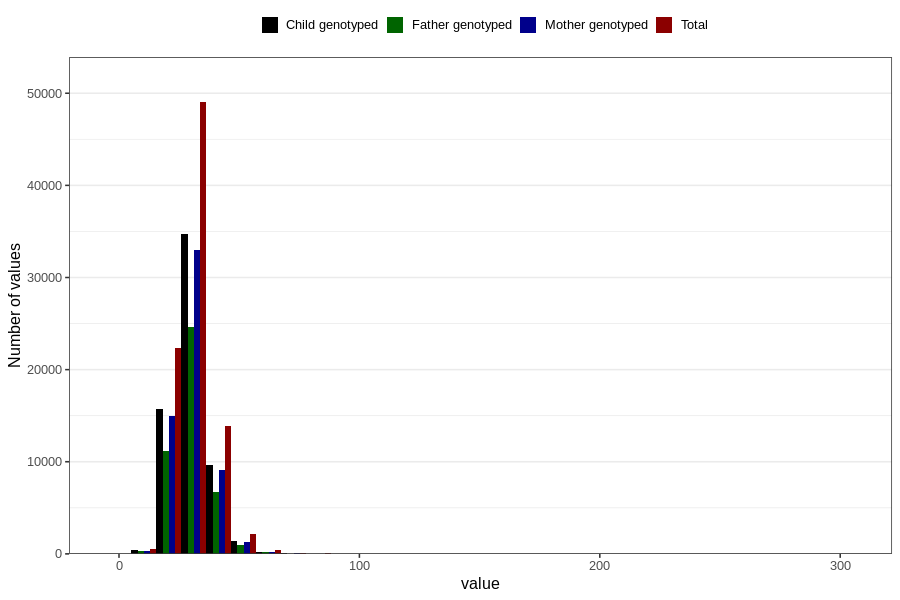 Child genotyped Father genotyped Mother genotyped Total
Number of values
50000
40000
30000
20000
10000
0
0 100 200 300
value